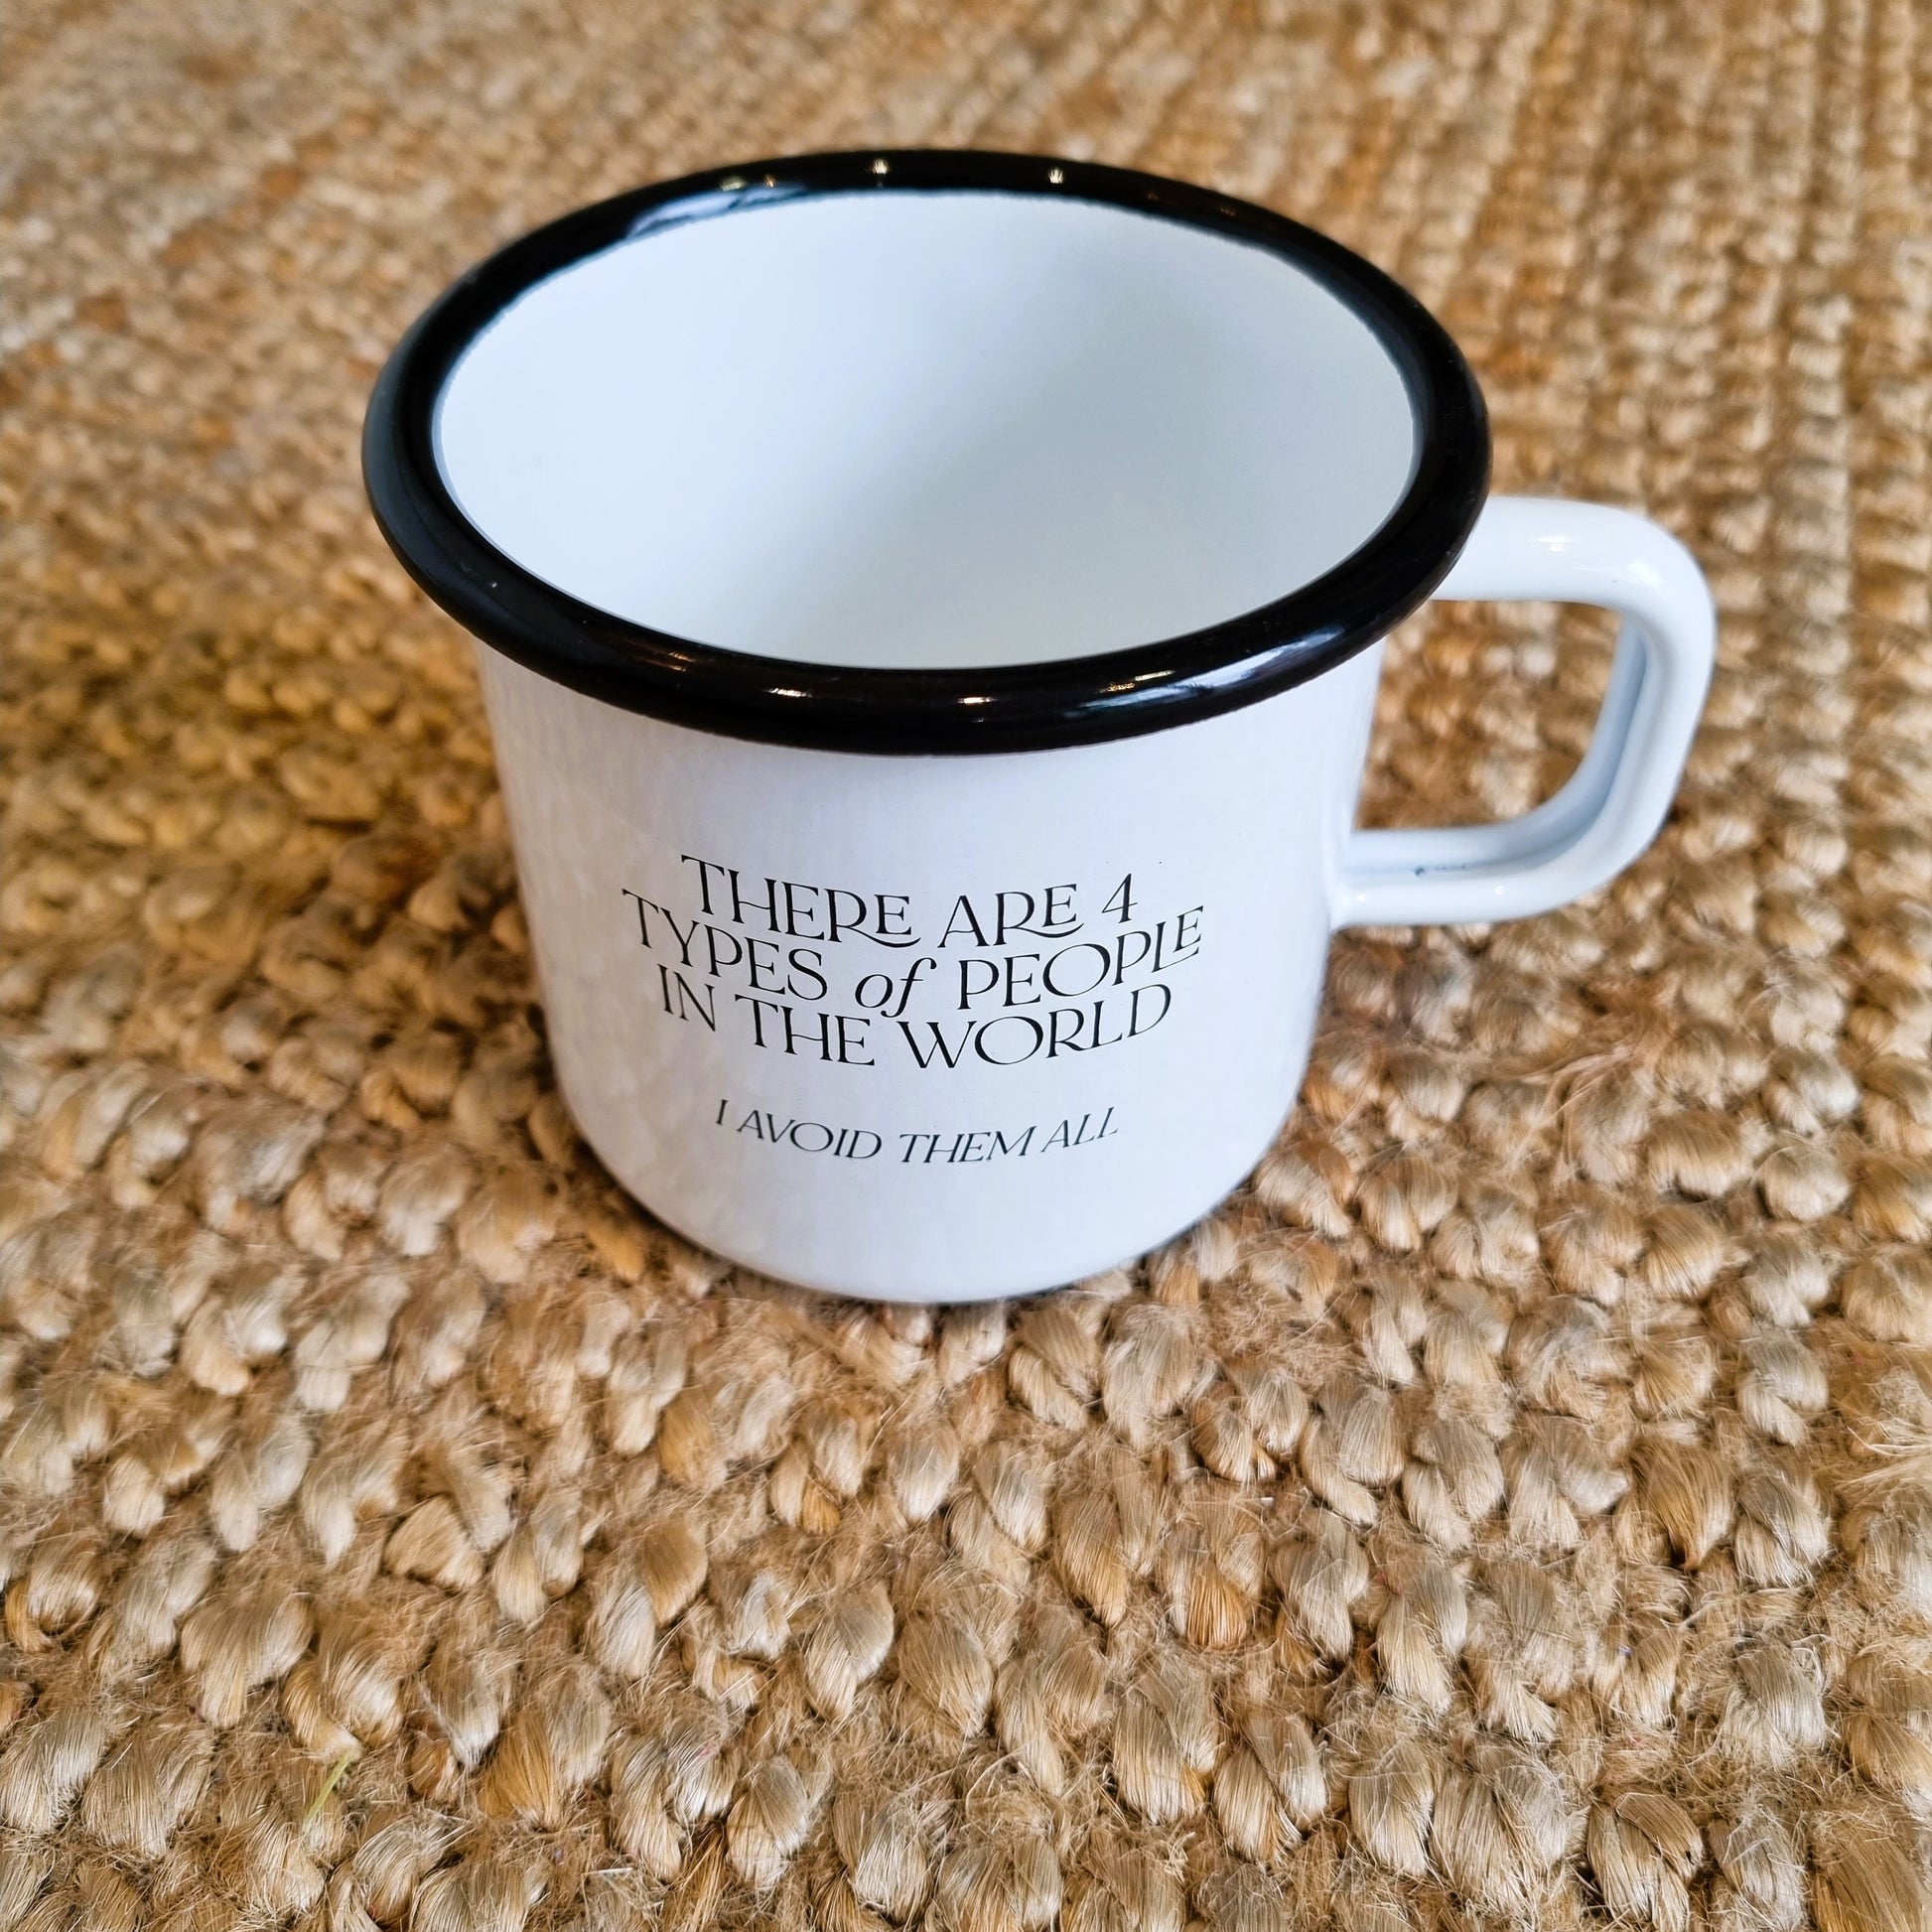 THERE ARE 4
TYPES of PEOPLE
IN THE WORLD
I AVOID THEM ALL